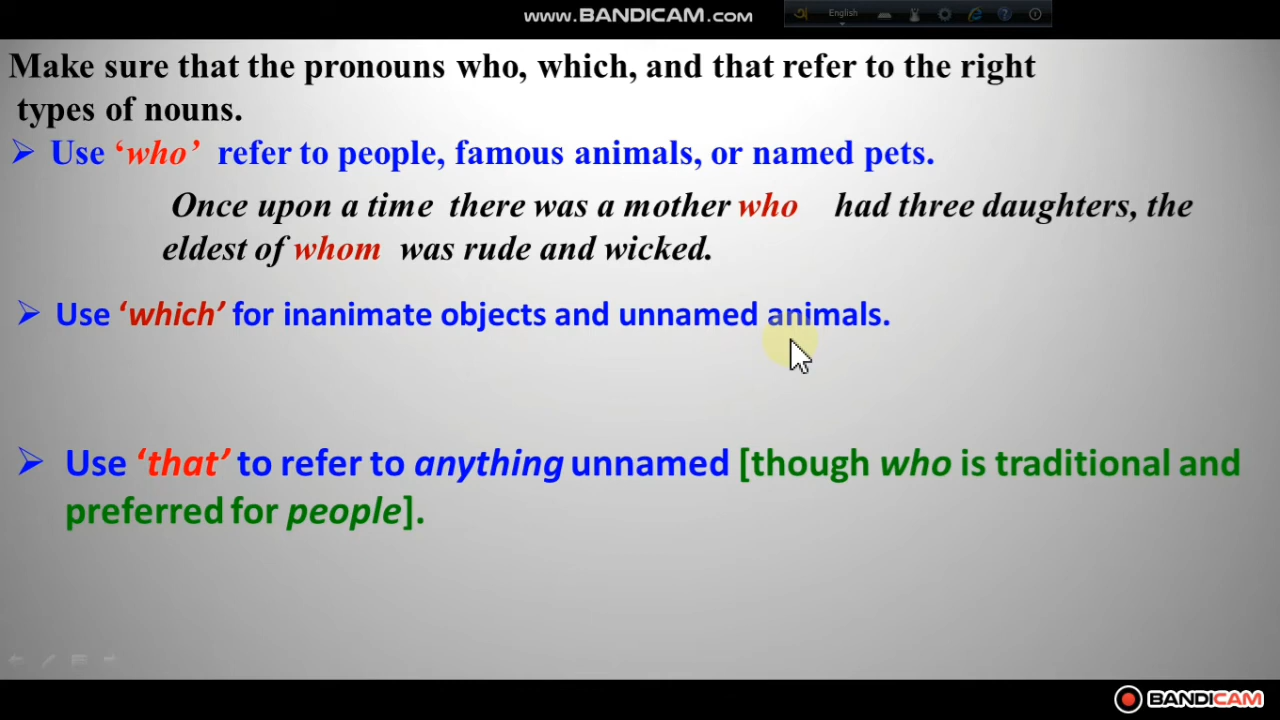 www.BANDICAM.com
English
Make sure that the pronouns who, which, and that refer to the right
types of nouns.
➢ Use ‘who’ refer to people, famous animals, or named pets.
Once upon a time there was a mother who had three daughters, the
eldest of whom was rude and wicked.
➢ Use ‘which’ for inanimate objects and unnamed animals.
➢ Use ‘that’ to refer to anything unnamed [though who is traditional and
preferred for people].
BANDICAM